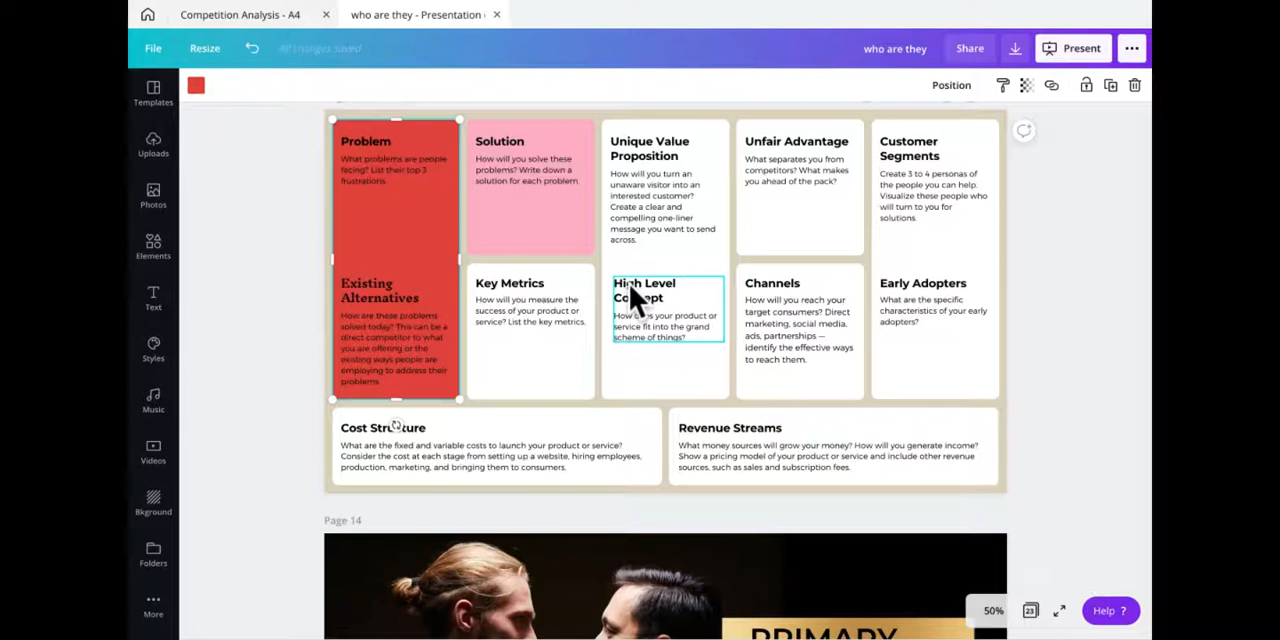 Competition Analysis - A4
who are they - Presentation
File
Resize
All changes saved
who are they
Share
Present
Position
Templates
Uploads
Photos
Elements
Text
Styles
Music
Videos
Bkground
Folders
More
Problem
What problems are people
facing? List their top 3
frustrations.
Existing
Alternatives
How are these problems
solved today? This can be a
direct competitor to what
you are offering or the
existing ways people are
employing to address their
problems.
Solution
How will you solve these
problems? Write down a
solution for each problem.
Key Metrics
How will you measure the
success of your product or
service? List the key metrics.
Unique Value
Proposition
How will you turn an
unaware visitor into an
interested customer?
Create a clear and
compelling one-liner
message you want to send
across.
High Level
Concept
How does your product or
service fit into the grand
scheme of things?
Unfair Advantage
What separates you from
competitors? What makes
you ahead of the pack?
Channels
How will you reach your
target consumers? Direct
marketing, social media,
ads, partnerships —
identify the effective ways
to reach them.
Customer
Segments
Create 3 to 4 personas of
the people you can help.
Visualize these people who
will turn to you for
solutions.
Early Adopters
What are the specific
characteristics of your early
adopters?
Cost Structure
What are the fixed and variable costs to launch your product or service?
Consider the cost at each stage from setting up a website, hiring employees,
production, marketing, and bringing them to consumers.
Revenue Streams
What money sources will grow your money? How will you generate income?
Show a pricing model of your product or service and include other revenue
sources, such as sales and subscription fees.
Page 14
PRIMARY
50%
23
Help ?